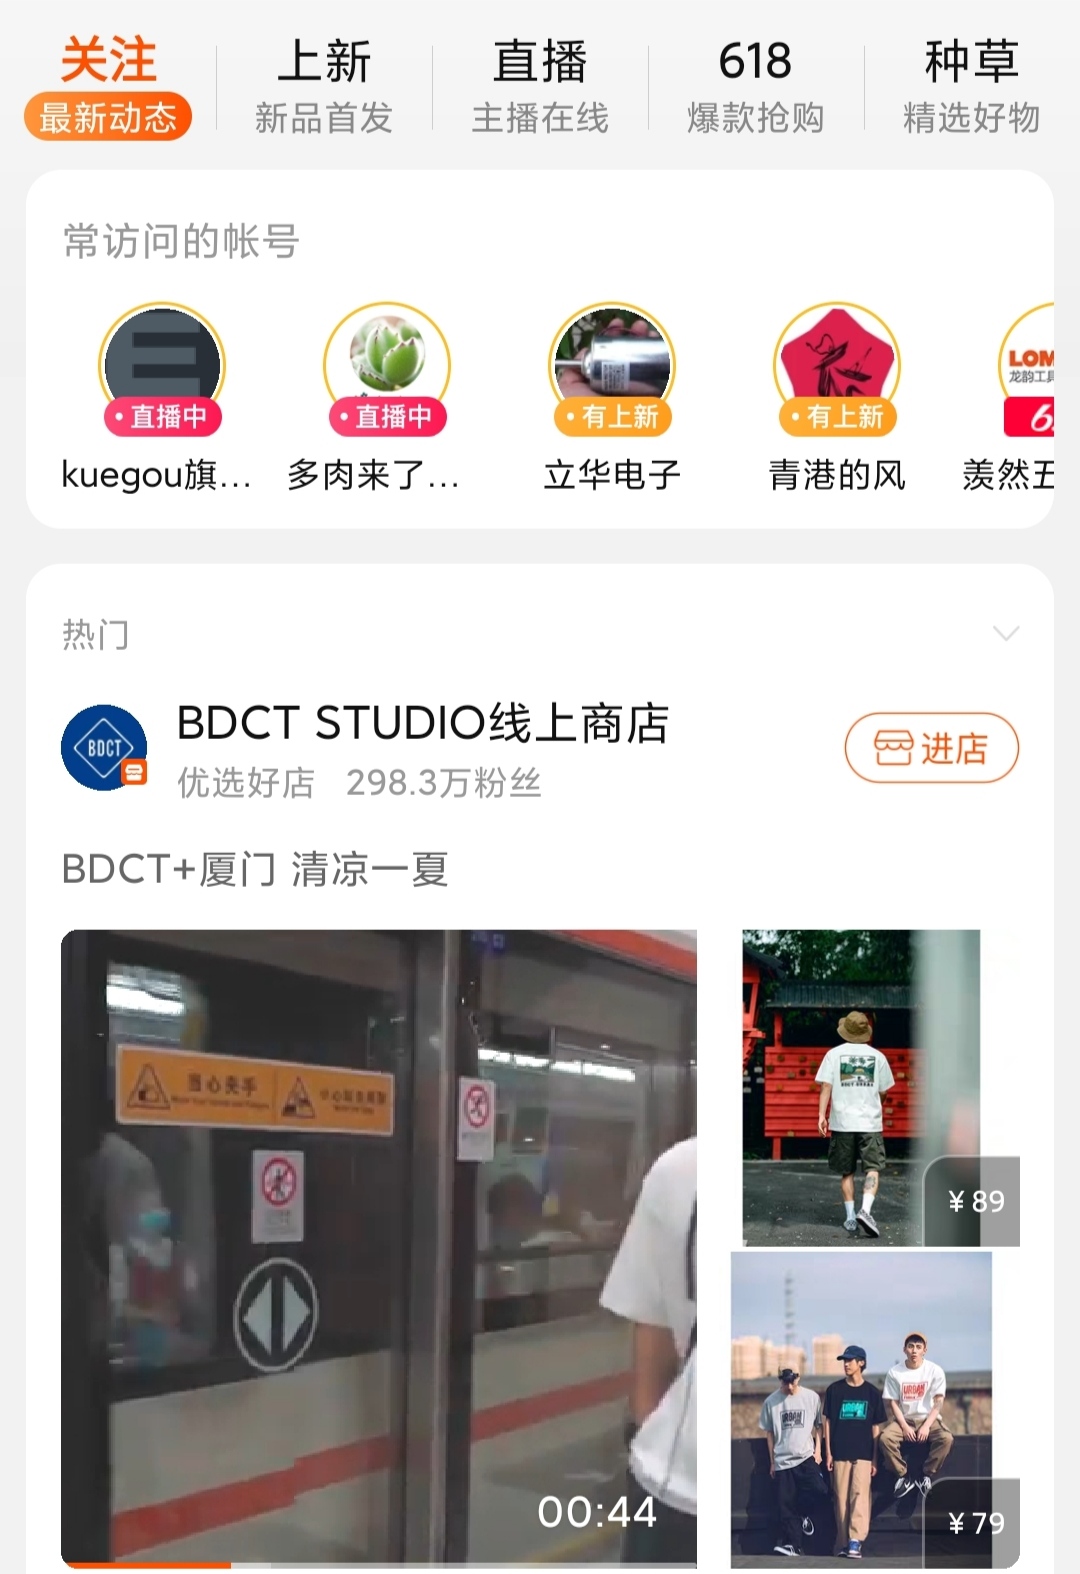 关注
上新
直播
618
种草
最新动态
新品首发
主播在线
爆款抢购
精选好物
常访问的帐号
LOM
龙韵工具
直播中
直播中
有上新
有上新
6.
kuegou旗...
多肉来了...
立华电子
青港的风
羡然五
热门
BDCT STUDIO线上商店
BDCT
进店
优选好店 298.3万粉丝
BDCT+厦门 清凉一夏
当心夹手
¥89
URBAN
URBAN
URBAN
00:44
¥79